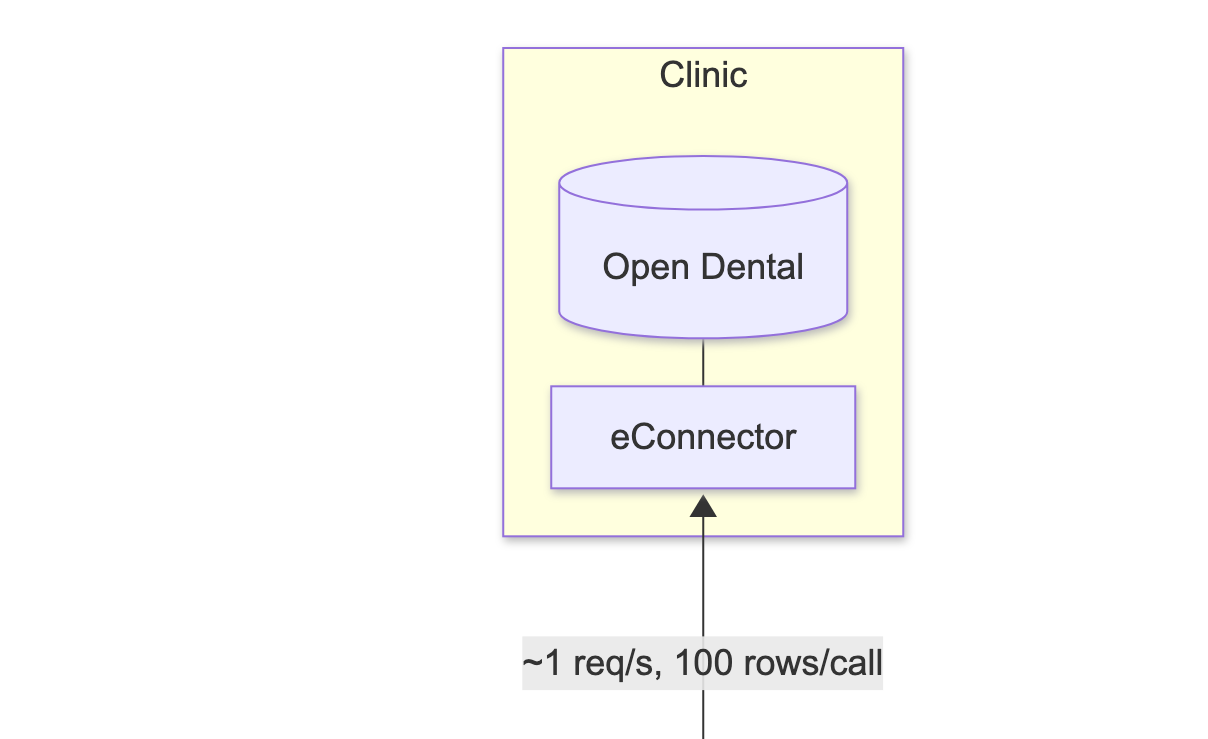 Clinic
Open Dental
eConnector
~1 req/s, 100 rows/call